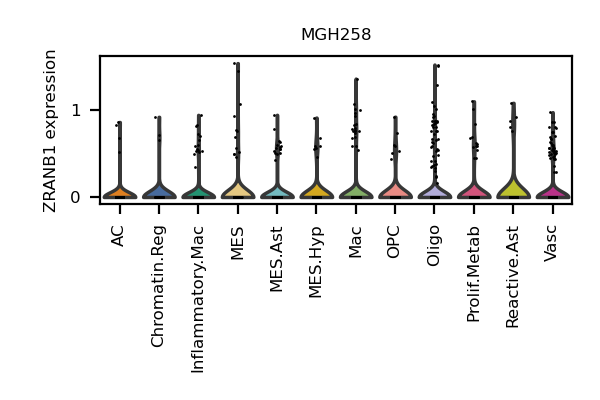 MGH258
ZRANB1 expression
1
0
AC
Chromatin.Reg
Inflammatory.Mac
MES
MES.Ast
MES.Hyp
Mac
OPC
Oligo
Prolif.Metab
Reactive.Ast
Vasc